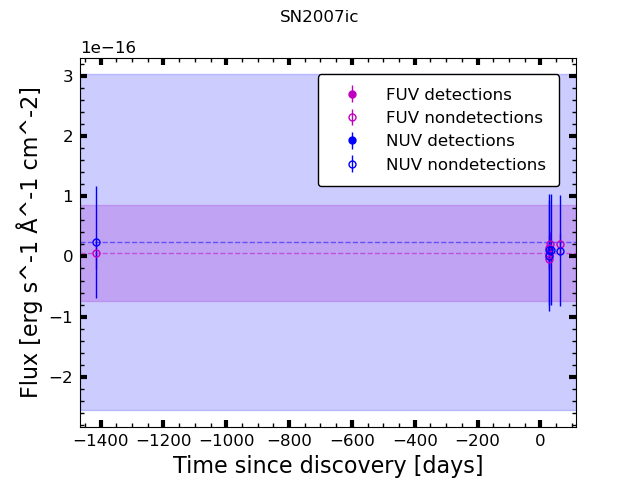 SN2007ic
1e−16
FUV detections
FUV nondetections
NUV detections
NUV nondetections
3
2
1
0
−1
−2
Flux [erg s^-1 Å^-1 cm^-2]
−1400 −1200 −1000 −800 −600 −400 −200 0
Time since discovery [days]